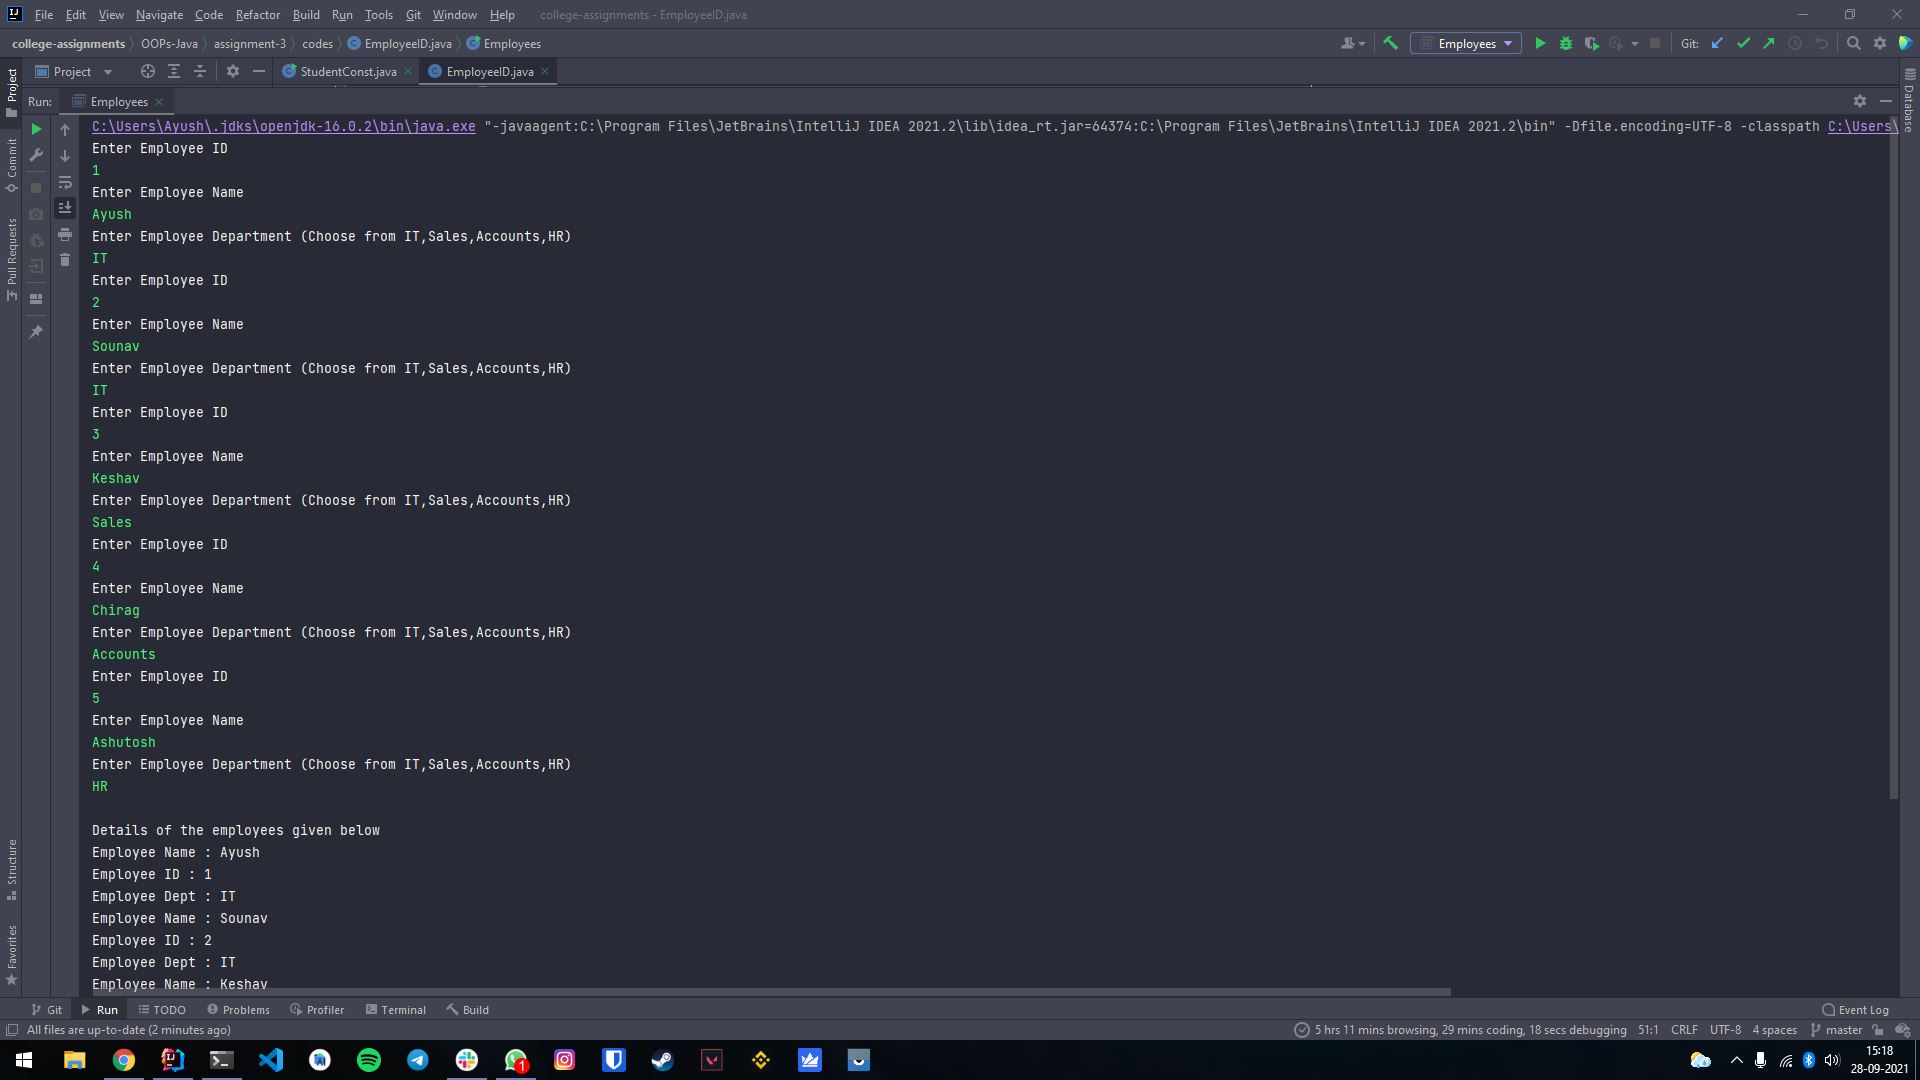 File Edit View Navigate Code Refactor Build Run Tools Git Window Help college-assignments - EmployeeID.java
college-assignments OOPs-Java assignment-3 codes EmployeeID.java Employees Employees Git:
Project StudentConst.java EmployeeID.java
Run: Employees
C:\Users\Ayush\.jdks\openjdk-16.0.2\bin\java.exe "-javaagent:C:\Program Files\JetBrains\IntelliJ IDEA 2021.2\lib\idea_rt.jar=64374:C:\Program Files\JetBrains\IntelliJ IDEA 2021.2\bin" -Dfile.encoding=UTF-8 -classpath C:\Users\
Enter Employee ID
1
Enter Employee Name
Ayush
Enter Employee Department (Choose from IT,Sales,Accounts,HR)
IT
Enter Employee ID
2
Enter Employee Name
Sounav
Enter Employee Department (Choose from IT,Sales,Accounts,HR)
IT
Enter Employee ID
3
Enter Employee Name
Keshav
Enter Employee Department (Choose from IT,Sales,Accounts,HR)
Sales
Enter Employee ID
4
Enter Employee Name
Chirag
Enter Employee Department (Choose from IT,Sales,Accounts,HR)
Accounts
Enter Employee ID
5
Enter Employee Name
Ashutosh
Enter Employee Department (Choose from IT,Sales,Accounts,HR)
HR
Details of the employees given below
Employee Name : Ayush
Employee ID : 1
Employee Dept : IT
Employee Name : Sounav
Employee ID : 2
Employee Dept : IT
Employee Name : Keshav
Project
Commit
Pull Requests
Structure
Favorites
Database
Git Run TODO Problems Profiler Terminal Build Event Log
All files are up-to-date (2 minutes ago) 5 hrs 11 mins browsing, 29 mins coding, 18 secs debugging 51:1 CRLF UTF-8 4 spaces master
1
15:18
28-09-2021